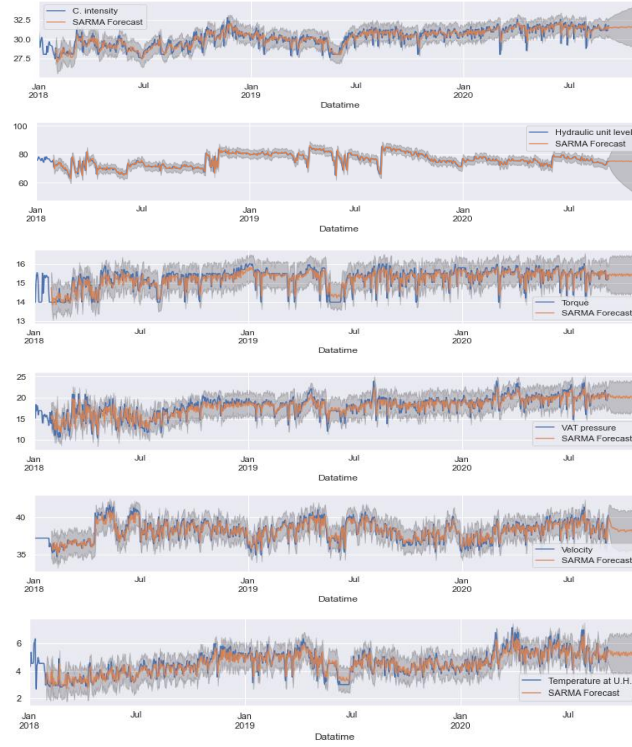 C. intensity
SARMA Forecast
32.5
30.0
27.5
Jan
2018
Jul
Jan
2019
Jul
Jan
2020
Jul
Datatime
Hydraulic unit level
SARMA Forecast
100
80
60
Jan
2018
Jul
Jan
2019
Jul
Jan
2020
Jul
Datatime
16
15
14
13
Torque
SARMA Forecast
Jan
2018
Jul
Jan
2019
Jul
Jan
2020
Jul
Datatime
25
20
15
10
VAT pressure
SARMA Forecast
Jan
2018
Jul
Jan
2019
Jul
Jan
2020
Jul
Datatime
40
35
Velocity
SARMA Forecast
Jan
2018
Jul
Jan
2019
Jul
Jan
2020
Jul
Datatime
6
4
2
Temperature at U.H.
SARMA Forecast
Jan
2018
Jul
Jan
2019
Jul
Jan
2020
Jul
Datatime